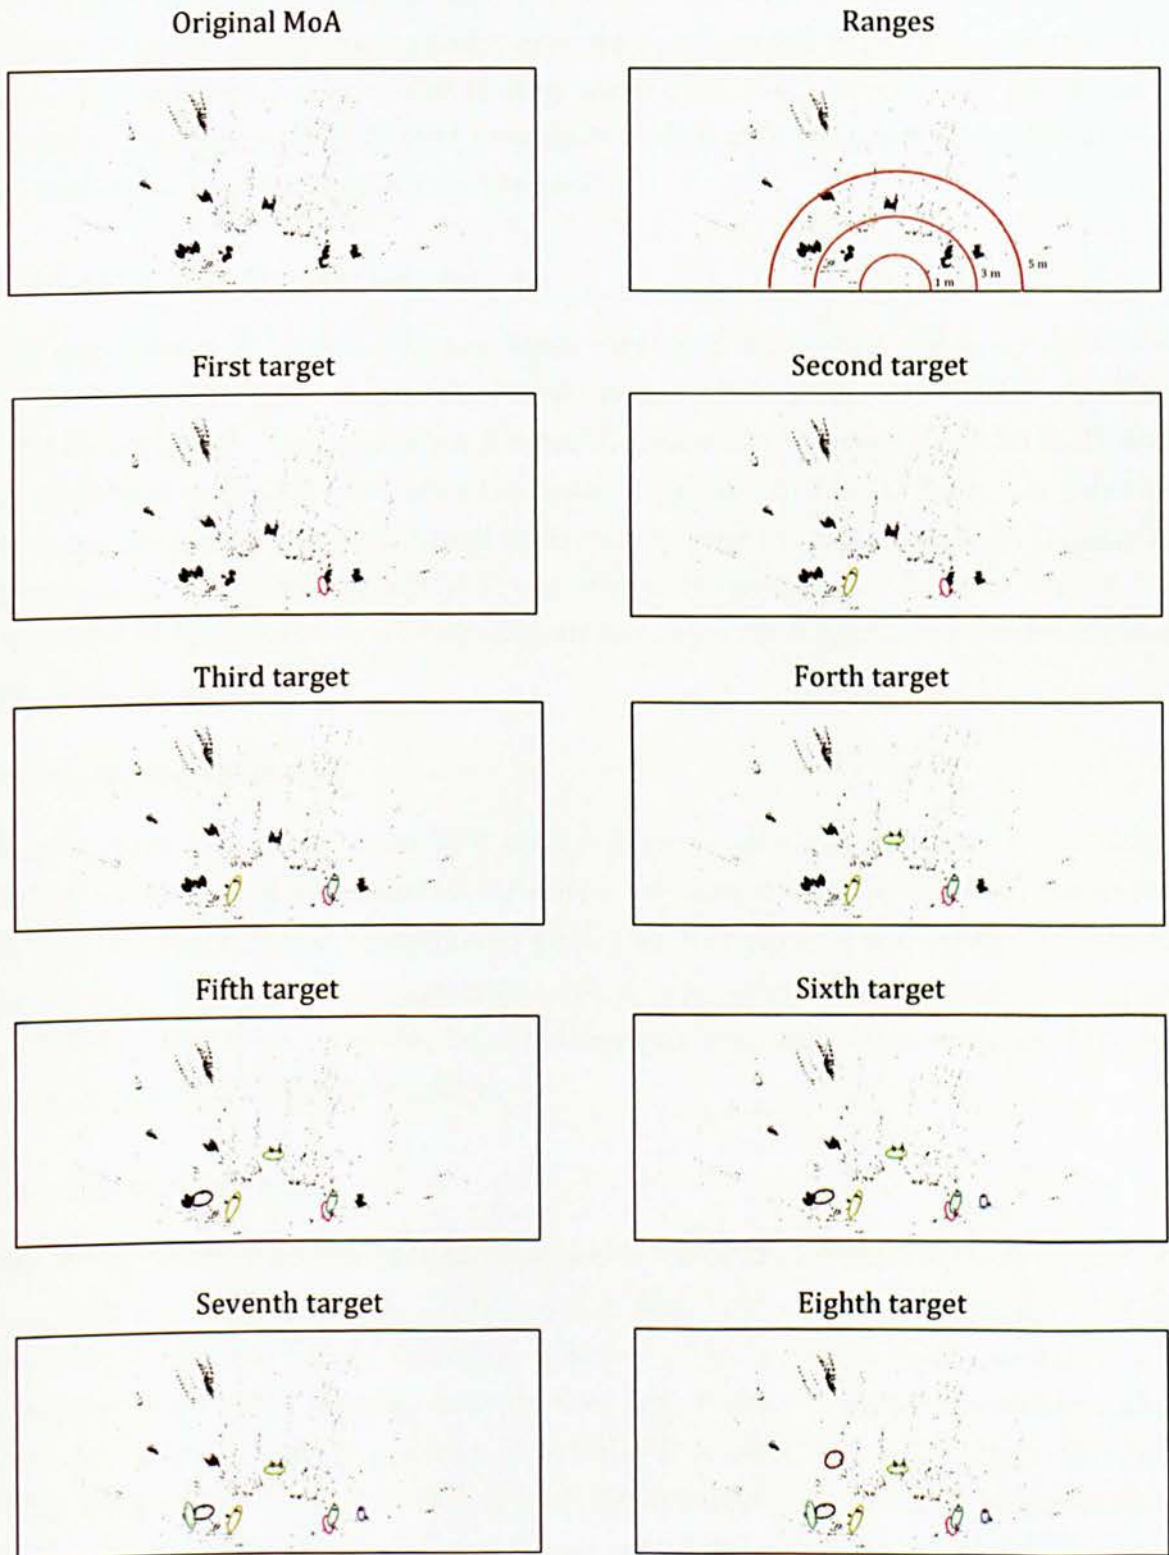 Original MoA
Ranges
1 m
3 m
5 m
First target
Second target
Third target
Forth target
Fifth target
Sixth target
Seventh target
Eighth target